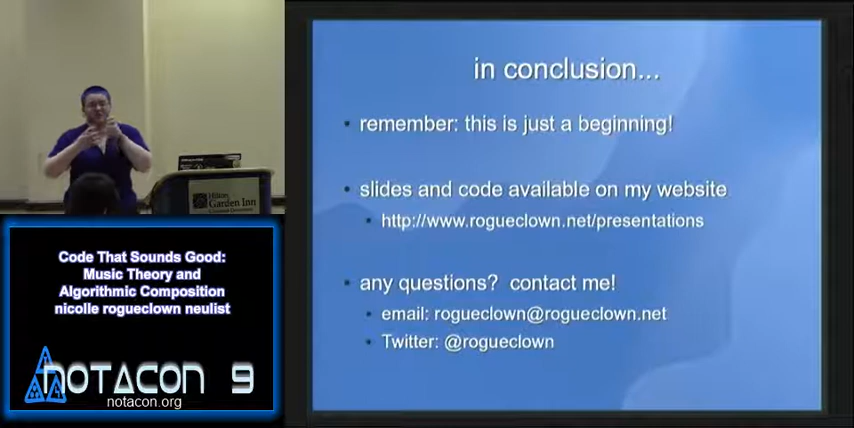 in conclusion...
• remember: this is just a beginning!
• slides and code available on my website
• http://www.rogueclown.net/presentations
• any questions?  contact me!
• email: rogueclown@rogueclown.net
• Twitter: @rogueclown
Hilton
Garden Inn
Code That Sounds Good:
Music Theory and
Algorithmic Composition
nicolle rogueclown neulist
NOTACON 9
notacon.org